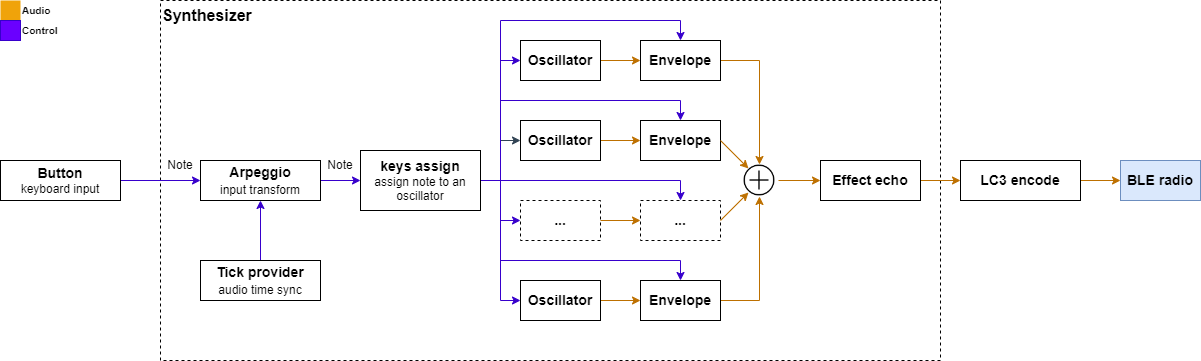 Audio
Control
Synthesizer
Button
keyboard input
Note
Arpeggio
input transform
Tick provider
audio time sync
Note
keys assign
assign note to an
oscillator
Oscillator
Envelope
Oscillator
Envelope
...
...
Oscillator
Envelope
Effect echo
LC3 encode
BLE radio